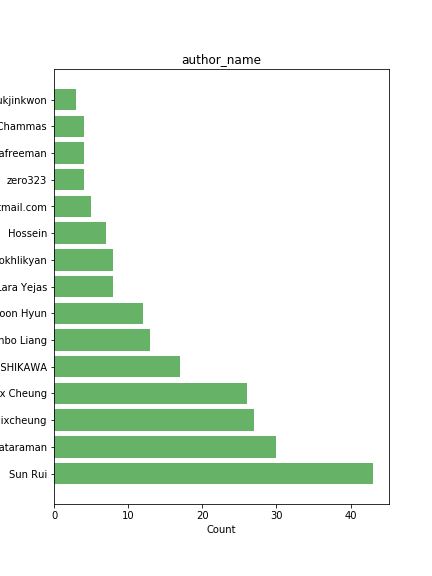 author_name
ukjinkwon
Chammas
afreeman
zero323
tmail.com
Hossein
okhlikyan
Lara Yejas
oon Hyun
nbo Liang
SHIKAWA
x Cheung
ixcheung
ataraman
Sun Rui
0 10 20 30 40
Count